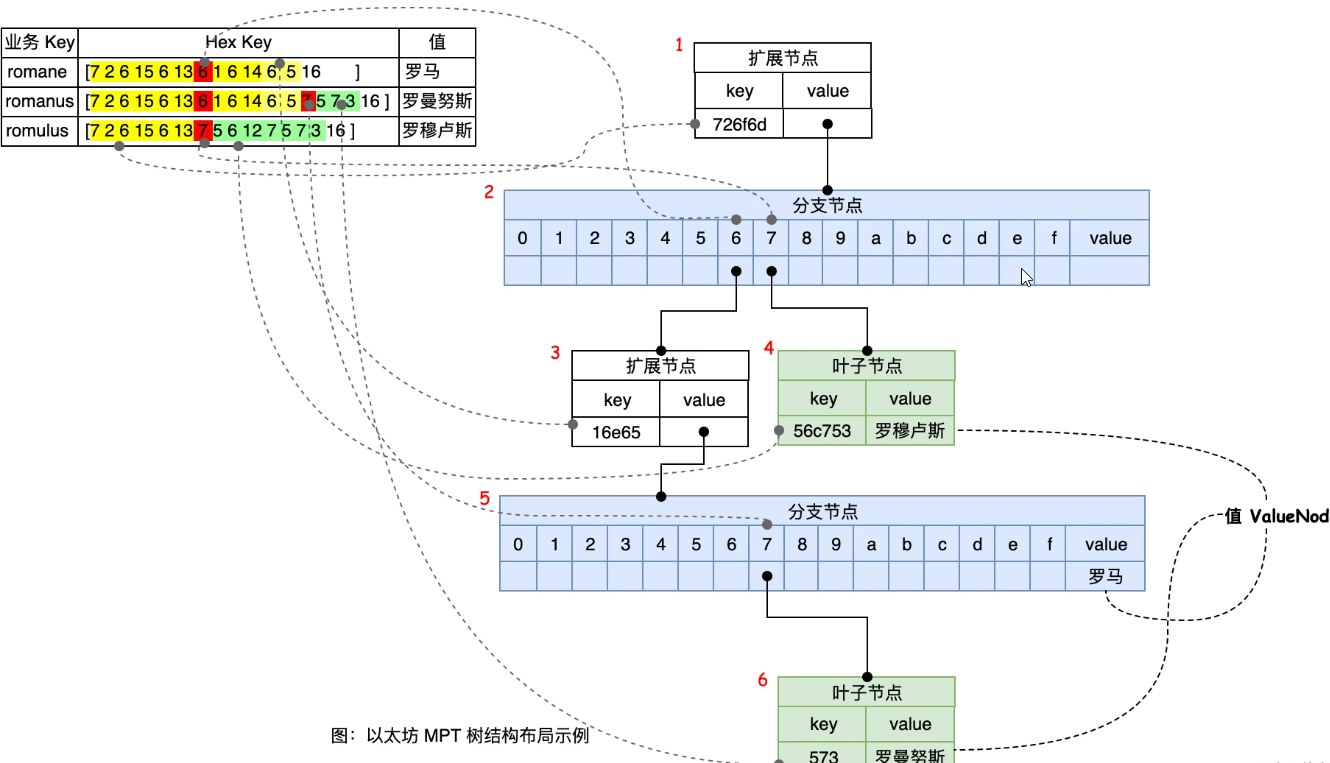 业务 Key Hex Key 值
romane [7 2 6 15 6 13 6 1 6 14 6 5 16 ] 罗马
romanus [7 2 6 15 6 13 6 1 6 14 6 5 7 5 7 3 16 ] 罗曼努斯
romulus [7 2 6 15 6 13 7 5 6 12 7 5 7 3 16 ] 罗穆卢斯
1
扩展节点
key value
726f6d
2
分支节点
0 1 2 3 4 5 6 7 8 9 a b c d e f value
3
扩展节点
key value
16e65
4
叶子节点
key value
56c753 罗穆卢斯
5
分支节点
0 1 2 3 4 5 6 7 8 9 a b c d e f value
罗马
值 ValueNod
6
叶子节点
key value
573 罗曼努斯
图：以太坊 MPT 树结构布局示例